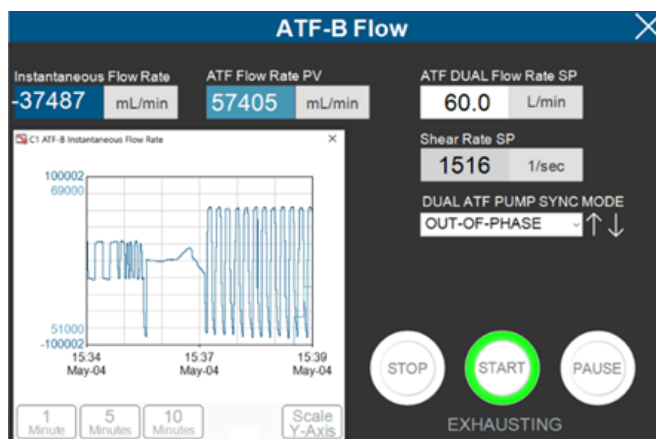 ATF-B Flow
Instantaneous Flow Rate
-37487 mL/min
ATF Flow Rate PV
57405 mL/min
ATF DUAL Flow Rate SP
60.0 L/min
Shear Rate SP
1516 1/sec
DUAL ATF PUMP SYNC MODE
OUT-OF-PHASE
C1 ATF-B Instantaneous Flow Rate
100002
69000
51000
-100002
15:34 15:37 15:39
May-04 May-04 May-04
1 Minute
5 Minutes
10 Minutes
Scale Y-Axis
STOP START PAUSE
EXHAUSTING